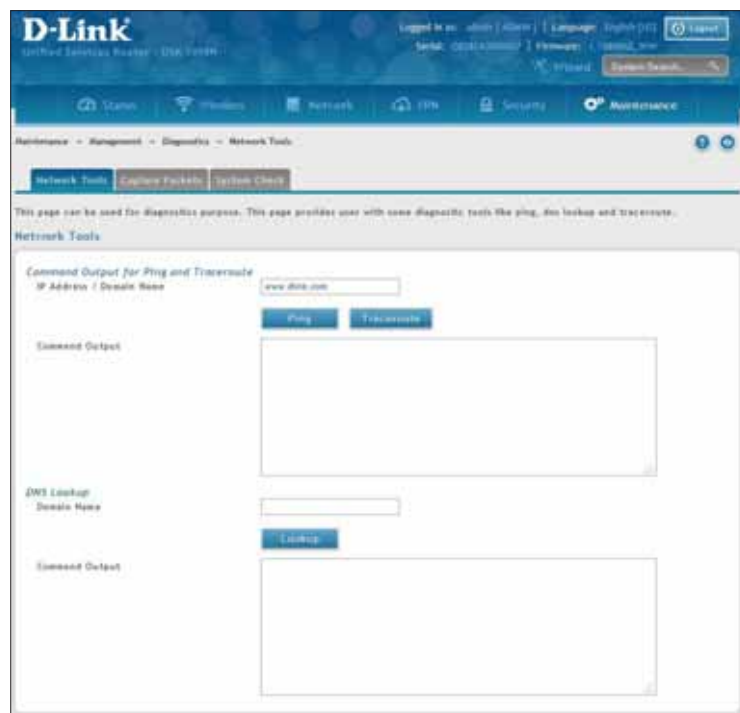 D-Link
Logged in as: admin ( ADMIN ) | Language: English [US]
Logout
Unified Services Router -
Serial: | Firmware:
Wizard
System Search...
Status
Wireless
Network
VPN
Security
Maintenance
Maintenance » Management » Diagnostics » Network Tools
Network Tools
Capture Packets
System Check
This page can be used for diagnostics purpose. This page provides user with some diagnostic tools like ping, dns lookup and traceroute.
Network Tools
Command Output for Ping and Traceroute
IP Address / Domain Name
www.dlink.com
Ping
Traceroute
Command Output
DNS Lookup
Domain Name
Lookup
Command Output